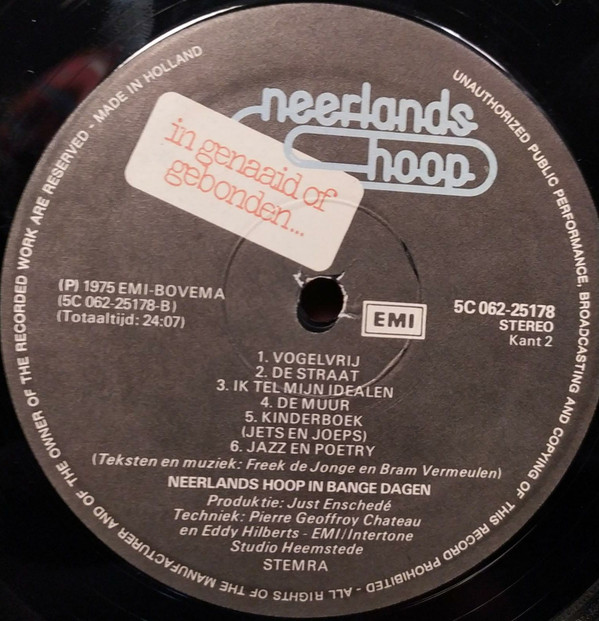 ALL RIGHTS OF THE MANUFACTURER AND OF THE OWNER OF THE RECORDED WORK ARE RESERVED - MADE IN HOLLAND
UNAUTHORIZED PUBLIC PERFORMANCE, BROADCASTING AND COPYING OF THIS RECORD PROHIBITED -
neerlands
hoop
in genaaid of
gebonden...
(P) 1975 EMI-BOVEMA
(5C 062-25178-B)
(Totaaltijd: 24:07)
EMI
5C 062-25178
STEREO
Kant 2
1. VOGELVRIJ
2. DE STRAAT
3. IK TEL MIJN IDEALEN
4. DE MUUR
5. KINDERBOEK
(JETS EN JOEPS)
6. JAZZ EN POETRY
(Teksten en muziek: Freek de Jonge en Bram Vermeulen)
NEERLANDS HOOP IN BANGE DAGEN
Produktie: Just Enschedé
Techniek: Pierre Geoffroy Chateau
en Eddy Hilberts - EMI/Intertone
Studio Heemstede
STEMRA